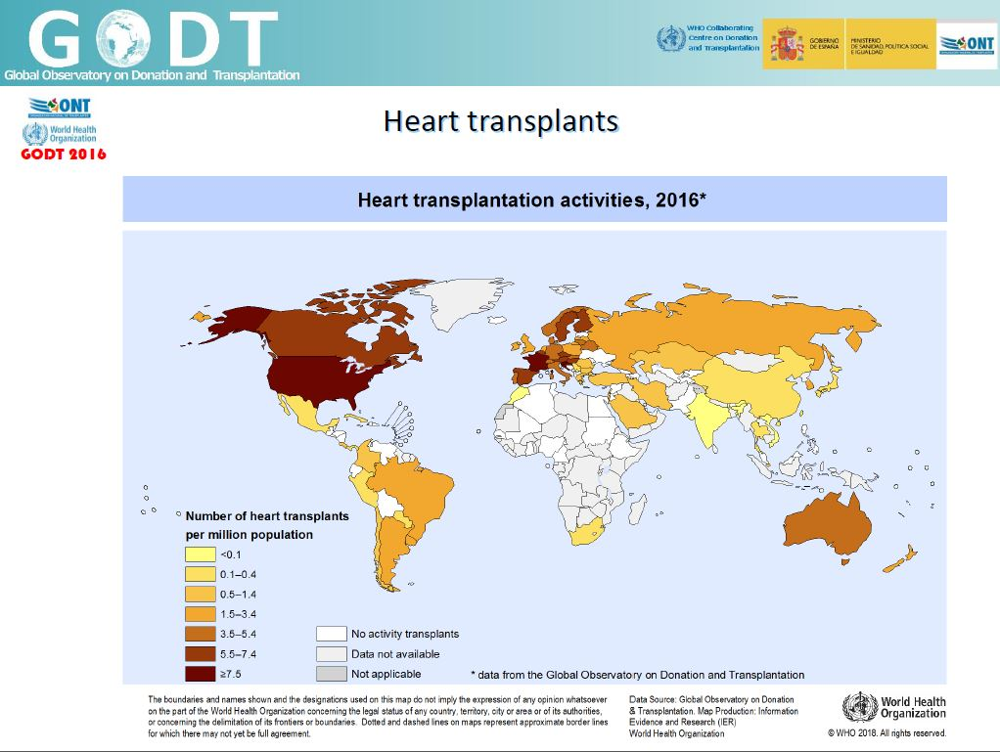 GODT
Global Observatory on Donation and Transplantation
WHO Collaborating
Centre on Donation
and Transplantation
GOBIERNO
DE ESPAÑA
MINISTERIO
DE SANIDAD, POLÍTICA SOCIAL
E IGUALDAD
ONT
ONT
World Health
Organization
GODT 2016
Heart transplants
Heart transplantation activities, 2016*
Number of heart transplants
per million population
<0.1
0.1–0.4
0.5–1.4
1.5–3.4
3.5–5.4
5.5–7.4
≥7.5
No activity transplants
Data not available
Not applicable
* data from the Global Observatory on Donation and Transplantation
The boundaries and names shown and the designations used on this map do not imply the expression of any opinion whatsoever
on the part of the World Health Organization concerning the legal status of any country, territory, city or area or of its authorities,
or concerning the delimitation of its frontiers or boundaries. Dotted and dashed lines on maps represent approximate border lines
for which there may not yet be full agreement.
Data Source: Global Observatory on Donation
& Transplantation. Map Production: Information
Evidence and Research (IER)
World Health Organization
World Health
Organization
© WHO 2018. All rights reserved.